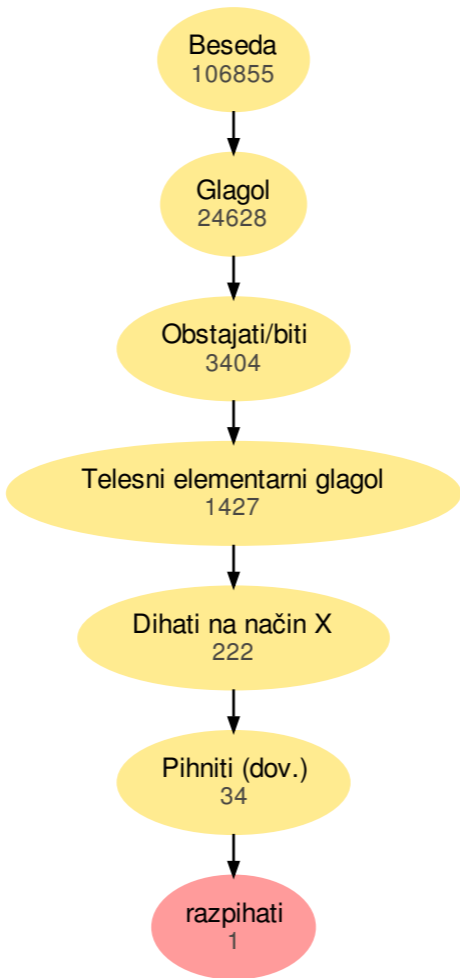 Beseda
106855
Glagol
24628
Obstajati/biti
3404
Telesni elementarni glagol
1427
Dihati na način X
222
Pihniti (dov.)
34
razpihati
1